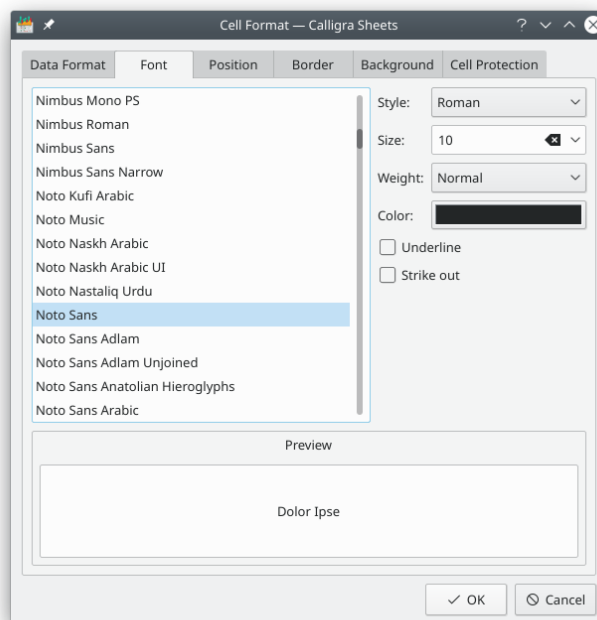 Cell Format — Calligra Sheets
Data Format Font Position Border Background Cell Protection
Nimbus Mono PS
Nimbus Roman
Nimbus Sans
Nimbus Sans Narrow
Noto Kufi Arabic
Noto Music
Noto Naskh Arabic
Noto Naskh Arabic UI
Noto Nastaliq Urdu
Noto Sans
Noto Sans Adlam
Noto Sans Adlam Unjoined
Noto Sans Anatolian Hieroglyphs
Noto Sans Arabic
Style: Roman
Size: 10
Weight: Normal
Color:
Underline
Strike out
Preview
Dolor Ipse
OK Cancel